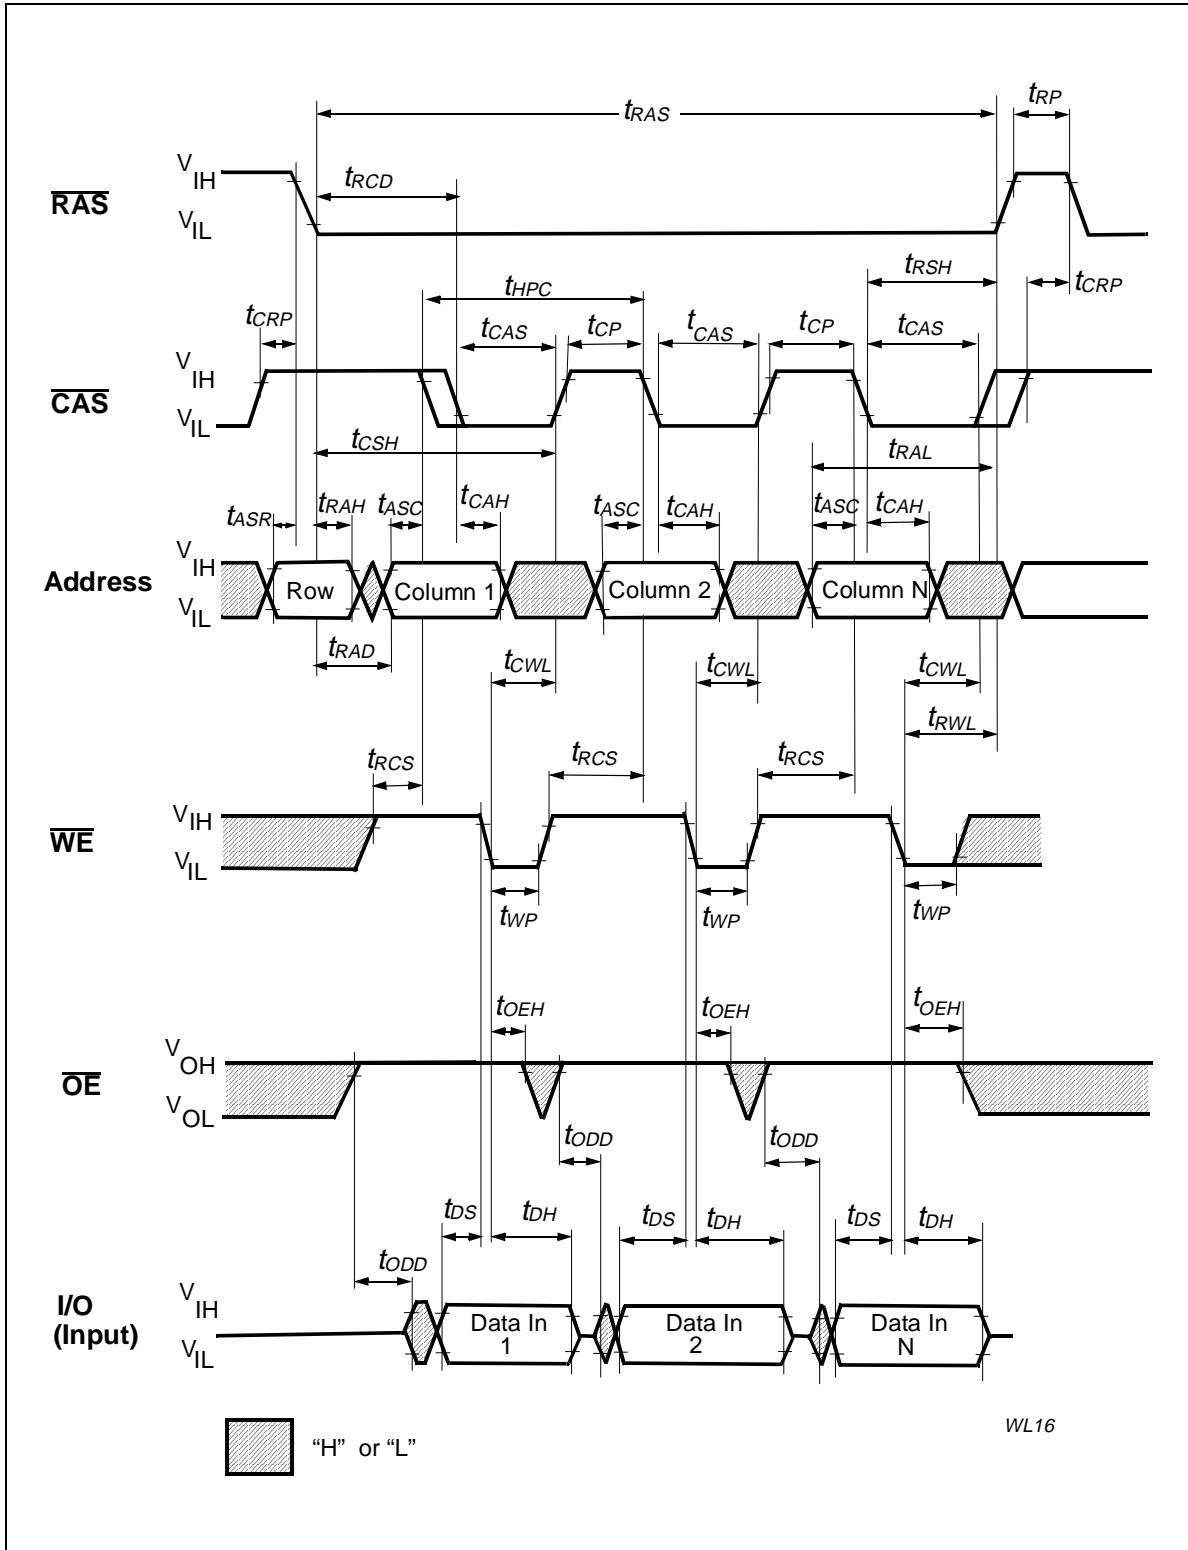 tRAS
tRP
VIH
RAS
VIL
tRCD
tHPC
tRSH
tCRP
tCRP
tCAS
tCP
tCAS
tCP
tCAS
VIH
CAS
VIL
tCSH
tRAL
tASR
tRAH
tASC
tCAH
tASC
tCAH
tASC
tCAH
VIH
Address
VIL
Row
Column 1
Column 2
Column N
tRAD
tCWL
tCWL
tCWL
tRWL
tRCS
tRCS
tRCS
VIH
WE
VIL
tWP
tWP
tWP
tOEH
tOEH
tOEH
VOH
OE
VOL
tODD
tODD
tDS
tDH
tDS
tDH
tDS
tDH
tODD
VIH
I/O
(Input)
VIL
Data In
1
Data In
2
Data In
N
“H” or “L”
WL16